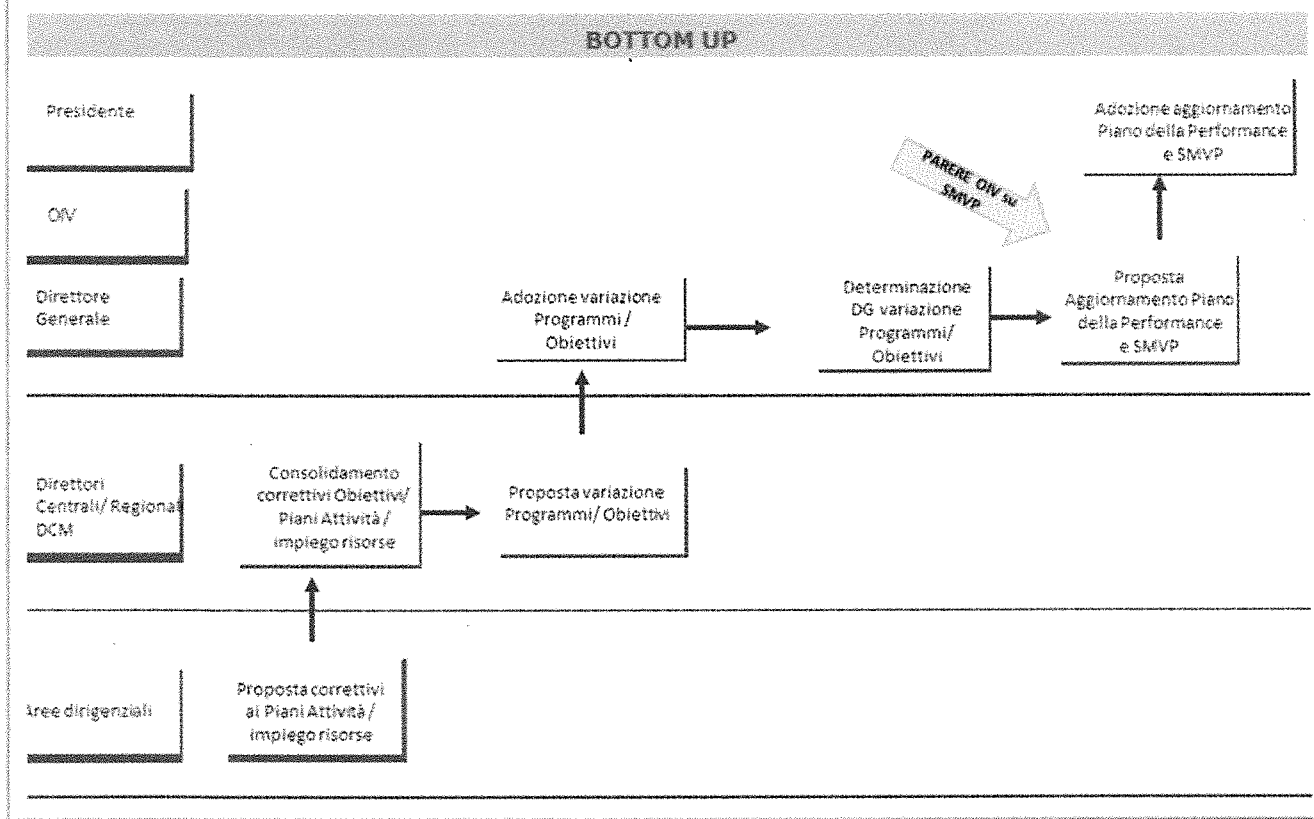 BOTTOM UP
Presidente
Adozione aggiornamento
Piano della Performance
e SMVP
PARERE OIV su
SMVP
OIV
Direttore
Generale
Adozione variazione
Programmi /
Obiettivi
Determinazione
DG variazione
Programmi/
Obiettivi
Proposta
Aggiornamento Piano
della Performance
e SMVP
Direttori
Centrali/ Regional
DCM
Consolidamento
correttivi Obiettivi/
Piani Attività /
impiego risorse
Proposta variazione
Programmi/ Obiettivi
Aree dirigenziali
Proposta correttivi
ai Piani Attività /
impiego risorse